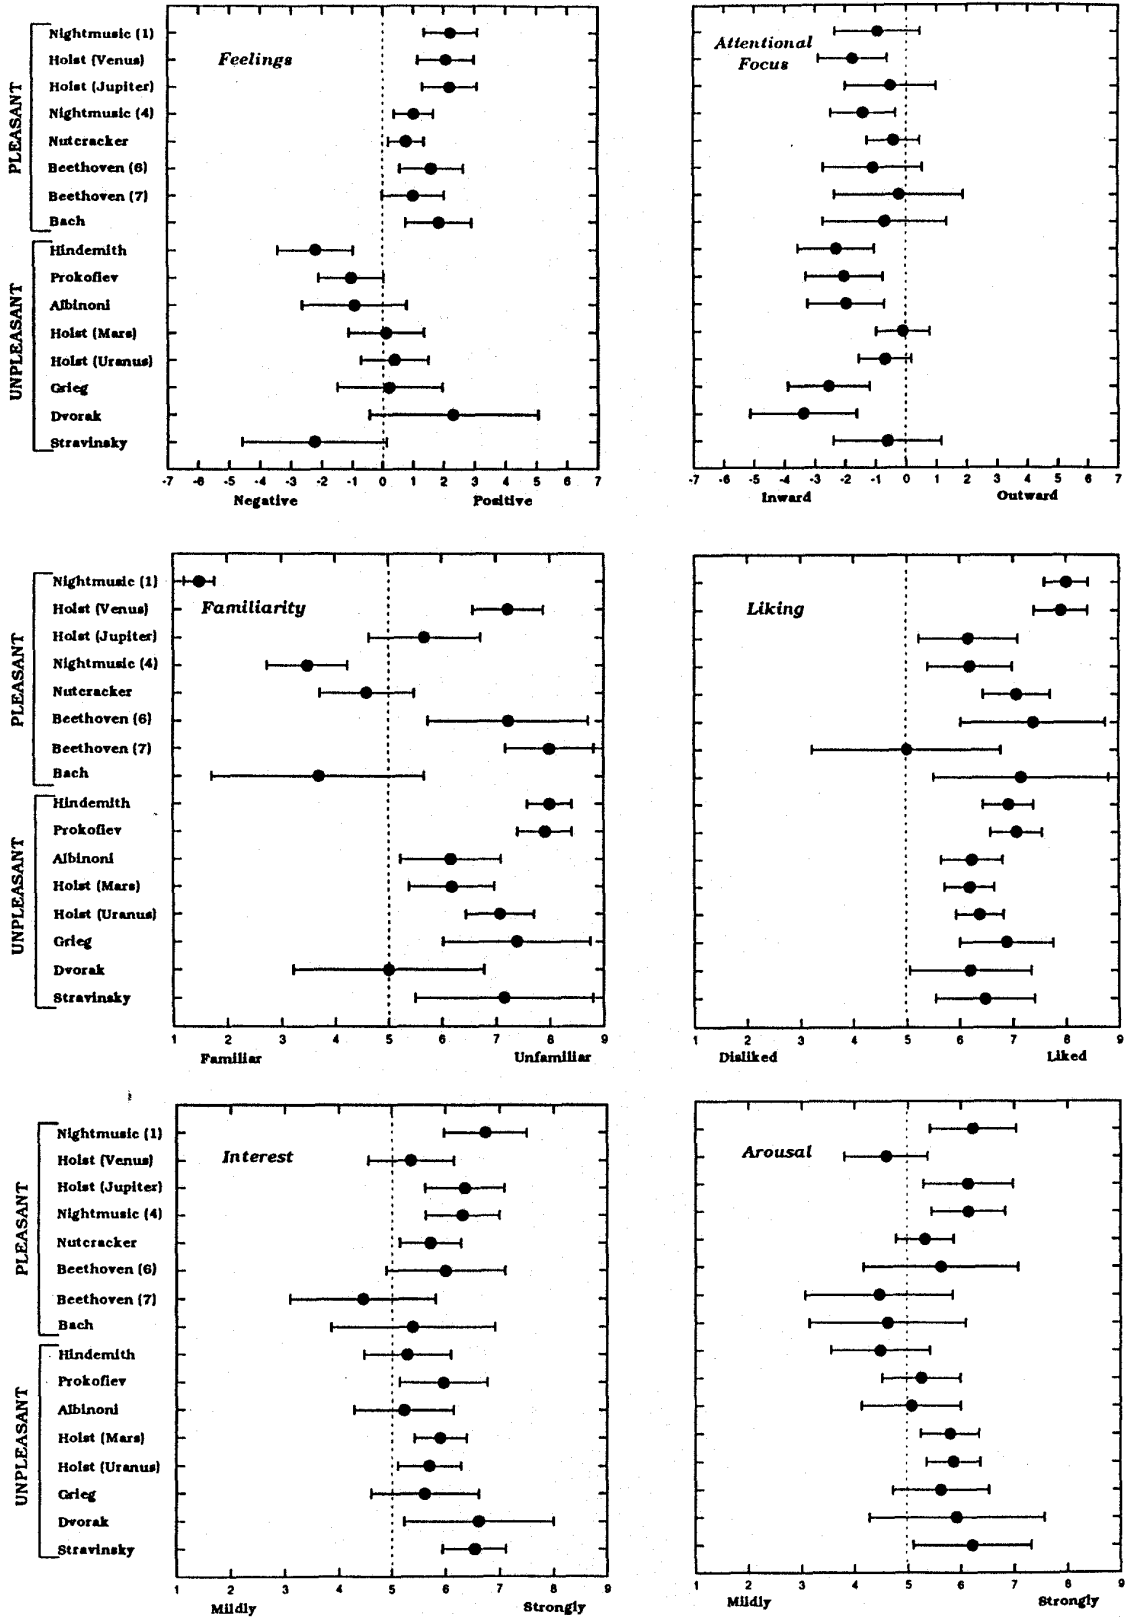 PLEASANT
UNPLEASANT
Nightmusic (1)
Holst (Venus)
Holst (Jupiter)
Nightmusic (4)
Nutcracker
Beethoven (6)
Beethoven (7)
Bach
Hindemith
Prokofiev
Albinoni
Holst (Mars)
Holst (Uranus)
Grieg
Dvorak
Stravinsky
Feelings
-7 -6 -5 -4 -3 -2 -1 0 1 2 3 4 5 6 7
Negative Positive
Attentional
Focus
-7 -6 -5 -4 -3 -2 -1 0 1 2 3 4 5 6 7
Inward Outward
PLEASANT
UNPLEASANT
Nightmusic (1)
Holst (Venus)
Holst (Jupiter)
Nightmusic (4)
Nutcracker
Beethoven (6)
Beethoven (7)
Bach
Hindemith
Prokofiev
Albinoni
Holst (Mars)
Holst (Uranus)
Grieg
Dvorak
Stravinsky
Familiarity
1 2 3 4 5 6 7 8 9
Familiar Unfamiliar
Liking
1 2 3 4 5 6 7 8 9
Disliked Liked
PLEASANT
UNPLEASANT
Nightmusic (1)
Holst (Venus)
Holst (Jupiter)
Nightmusic (4)
Nutcracker
Beethoven (6)
Beethoven (7)
Bach
Hindemith
Prokofiev
Albinoni
Holst (Mars)
Holst (Uranus)
Grieg
Dvorak
Stravinsky
Interest
1 2 3 4 5 6 7 8 9
Mildly Strongly
Arousal
1 2 3 4 5 6 7 8 9
Mildly Strongly